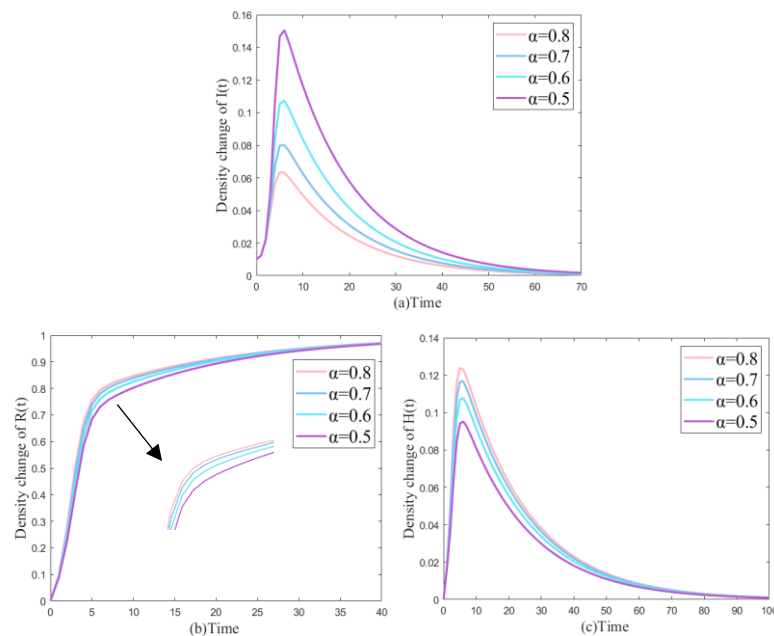 Density change of I(t)
0.16
0.14
0.12
0.1
0.08
0.06
0.04
0.02
0
0 10 20 30 40 50 60 70
(a)Time
α=0.8
α=0.7
α=0.6
α=0.5
Density change of R(t)
1
0.9
0.8
0.7
0.6
0.5
0.4
0.3
0.2
0.1
0
0 5 10 15 20 25 30 35 40
(b)Time
α=0.8
α=0.7
α=0.6
α=0.5
Density change of H(t)
0.14
0.12
0.1
0.08
0.06
0.04
0.02
0
0 10 20 30 40 50 60 70 80 90 100
(c)Time
α=0.8
α=0.7
α=0.6
α=0.5